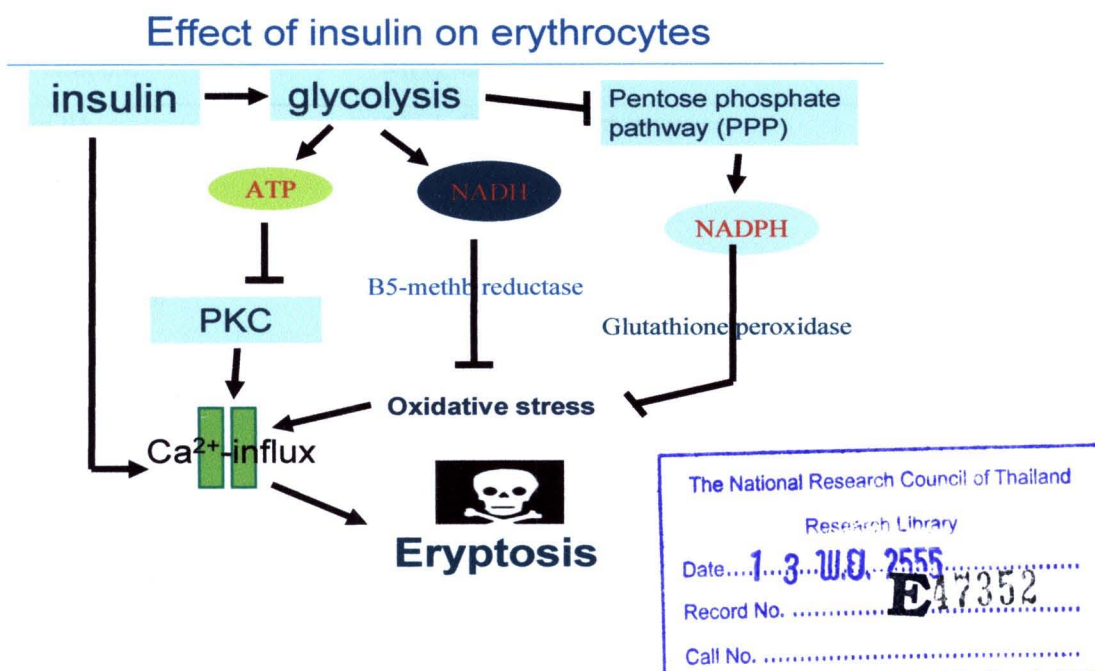 Effect of insulin on erythrocytes
insulin
glycolysis
Pentose phosphate
pathway (PPP)
ATP
NADH
NADPH
B5-methb reductase
PKC
Glutathione peroxidase
Oxidative stress
Ca²⁺-influx
Eryptosis
The National Research Council of Thailand
Research Library
Date....1..3..พ.ย...2555
Record No. E47352
Call No.